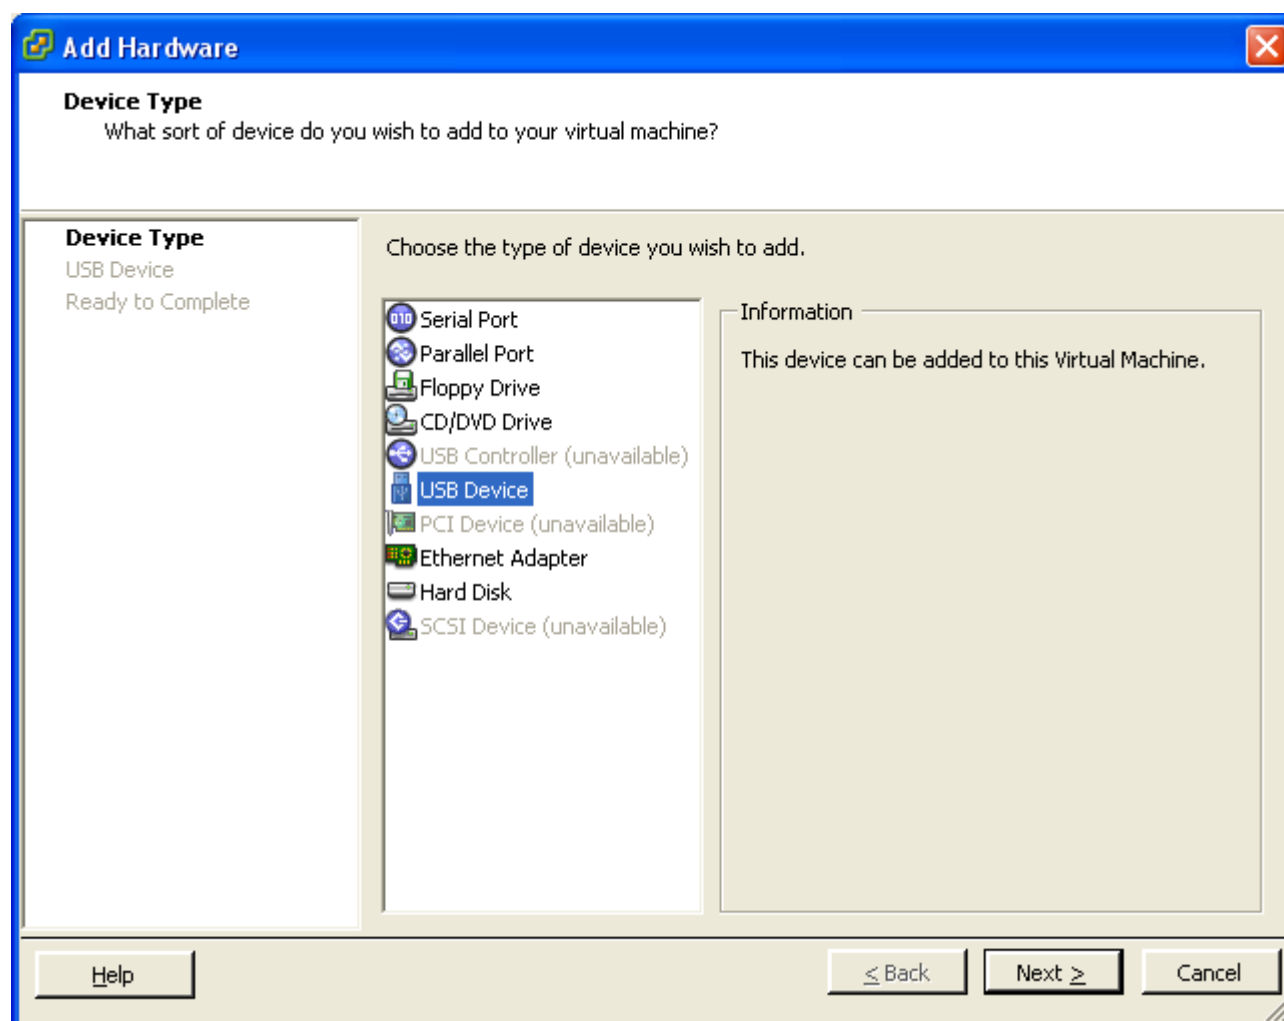 Add Hardware
Device Type
What sort of device do you wish to add to your virtual machine?
Device Type
USB Device
Ready to Complete
Choose the type of device you wish to add.
Serial Port
Parallel Port
Floppy Drive
CD/DVD Drive
USB Controller (unavailable)
USB Device
PCI Device (unavailable)
Ethernet Adapter
Hard Disk
SCSI Device (unavailable)
Information
This device can be added to this Virtual Machine.
Help
< Back
Next >
Cancel